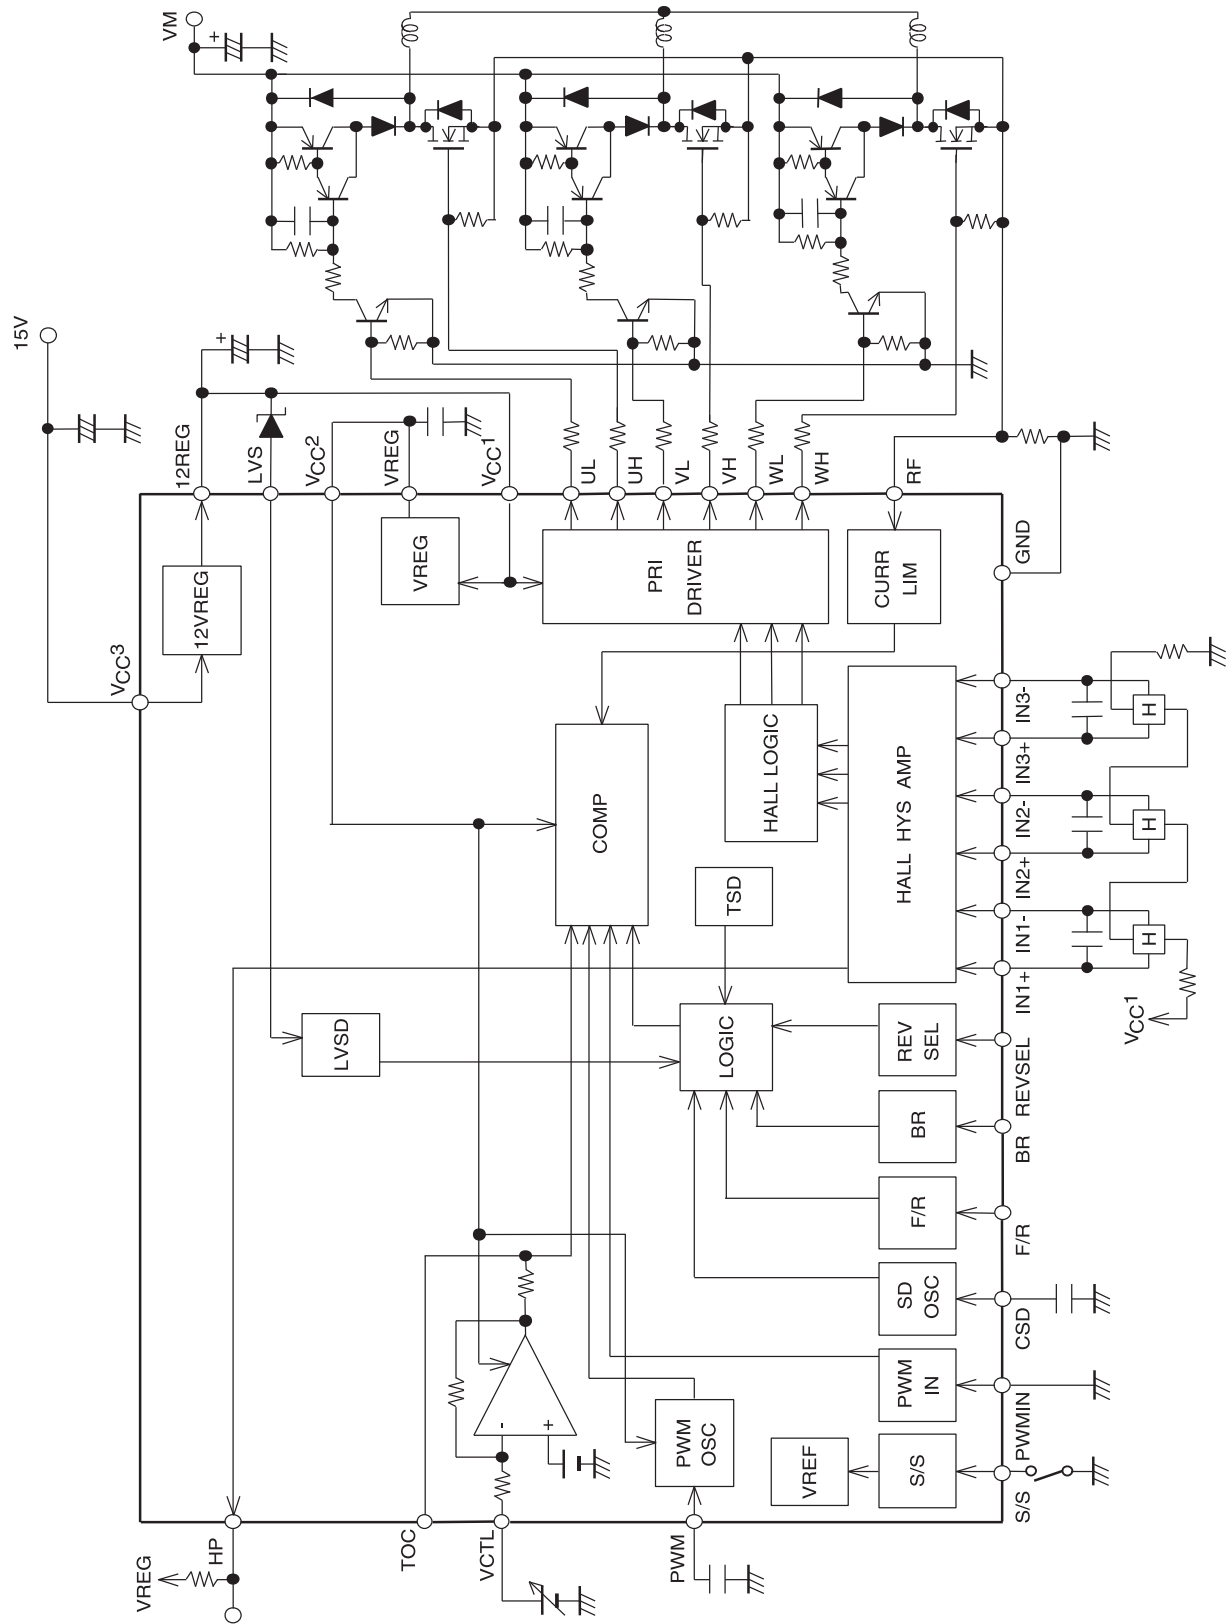 VREG
HP
TOC
VCTL
PWM
S/S
PWMIN
CSD
F/R
BR
REVSEL
IN1+
IN1-
IN2+
IN2-
IN3+
IN3-
GND
VCC1
VCC3
12REG
LVS
VCC2
VREG
VCC1
UL
UH
VL
VH
WL
WH
RF
15V
VM
+
+
12VREG
VREG
PRI
DRIVER
CURR
LIM
COMP
HALL LOGIC
HALL HYS AMP
TSD
LVSD
LOGIC
REV
SEL
BR
F/R
SD
OSC
PWM
IN
PWM
OSC
VREF
S/S
-
+
H
H
H